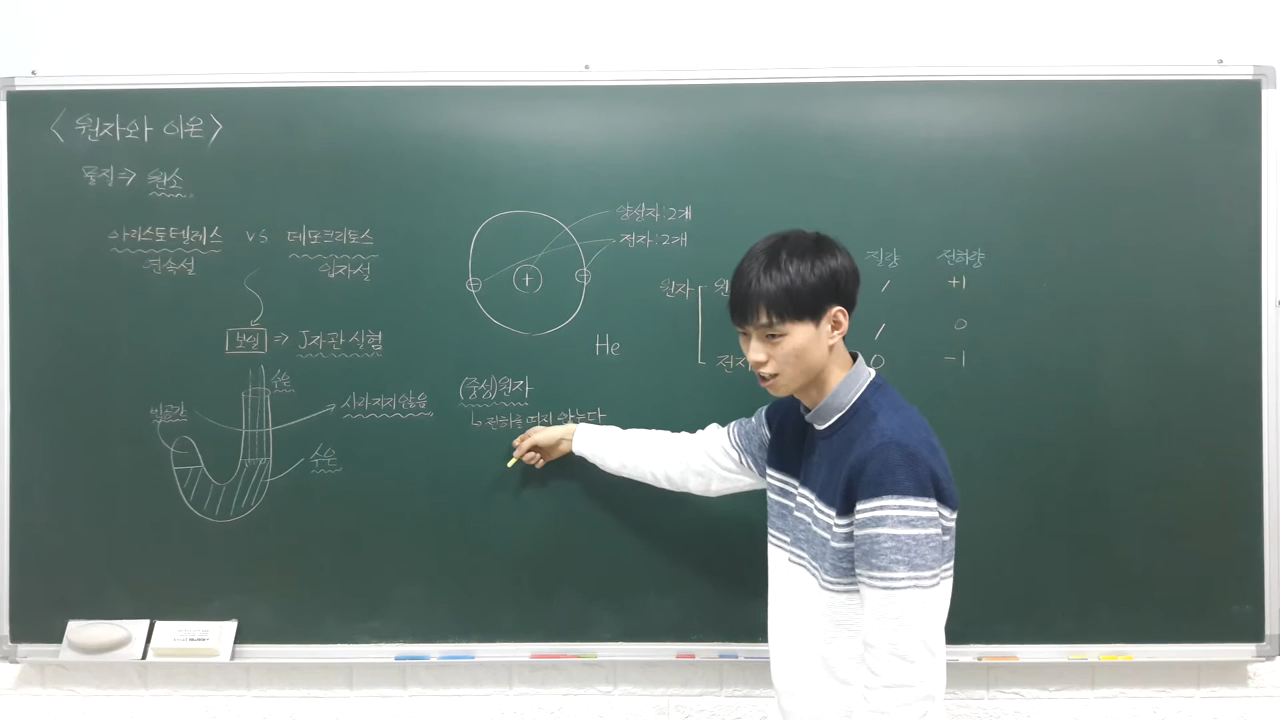 <원자와 이온>
물질⇒ 원소
아리스토텔레스 vs 데모크리토스
연속설 입자설
보일 ⇒ J자관 실험
수은
빈공간
사라지지 않음
수은
양성자:2개
전자:2개
+
-
-
He
(중성)원자
↳ 전하를 띠지 않는다
질량 전하량
원자 / +1
/ 0
전자 0 -1